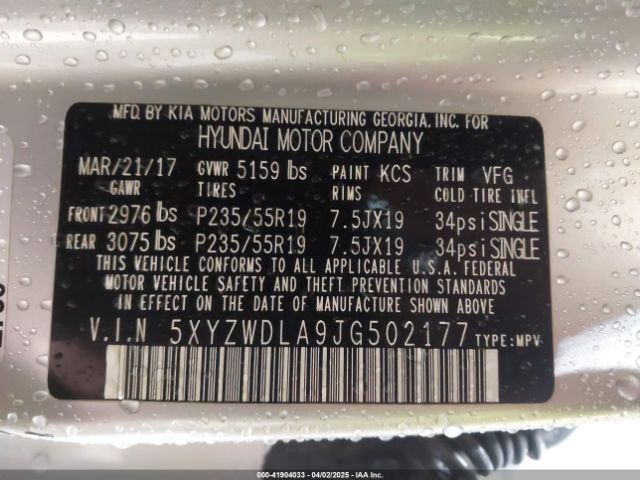 MFD. BY KIA MOTORS MANUFACTURING GEORGIA, INC. FOR
HYUNDAI MOTOR COMPANY
MAR/21/17 GVWR 5159 lbs PAINT KCS TRIM VFG
GAWR TIRES RIMS COLD TIRE INFL
FRONT 2976 lbs P235/55R19 7.5JX19 34psi SINGLE
REAR 3075 lbs P235/55R19 7.5JX19 34psi SINGLE
THIS VEHICLE CONFORMS TO ALL APPLICABLE U.S.A. FEDERAL
MOTOR VEHICLE SAFETY AND THEFT PREVENTION STANDARDS
IN EFFECT ON THE DATE OF MANUFACTURE SHOWN ABOVE
V.I.N 5XYZWDLA9JG502177 TYPE:MPV
000-41904033 - 04/02/2025 - IAA Inc.